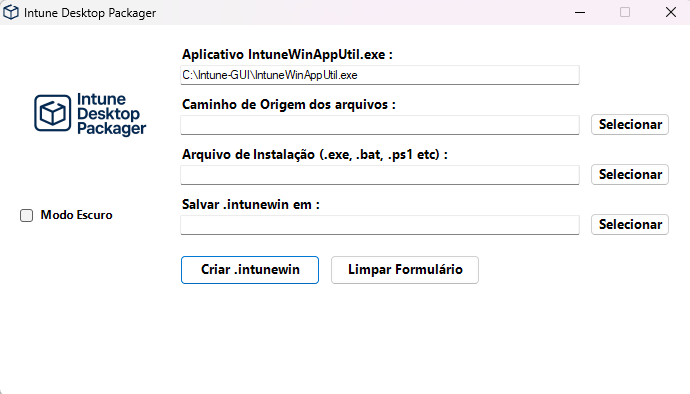 Intune Desktop Packager
Aplicativo IntuneWinAppUtil.exe :
C:\Intune-GUI\IntuneWinAppUtil.exe
Intune
Desktop
Packager
Caminho de Origem dos arquivos :
Selecionar
Arquivo de Instalação (.exe, .bat, .ps1 etc) :
Selecionar
Salvar .intunewin em :
Modo Escuro
Selecionar
Criar .intunewin
Limpar Formulário